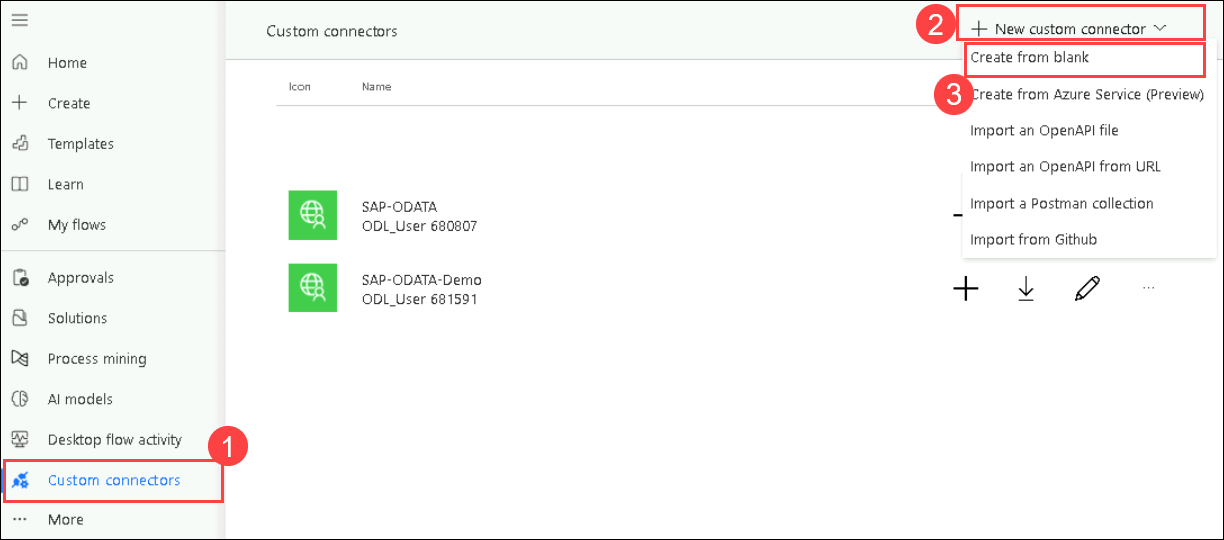 Home
Create
Templates
Learn
My flows
Approvals
Solutions
Process mining
AI models
Desktop flow activity
1
Custom connectors
More
Custom connectors
2
New custom connector
Create from blank
3
Create from Azure Service (Preview)
Import an OpenAPI file
Import an OpenAPI from URL
Import a Postman collection
Import from Github
Icon Name
SAP-ODATA
ODL_User 680807
SAP-ODATA-Demo
ODL_User 681591